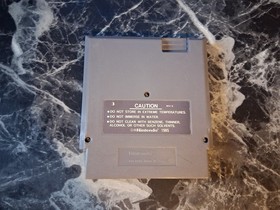 CAUTION
●DO NOT STORE IN EXTREME TEMPERATURES.
●DO NOT IMMERSE IN WATER.
●DO NOT CLEAN WITH BENZENE, THINNER,
ALCOHOL OR OTHER SUCH SOLVENTS.
Nintendo 1985